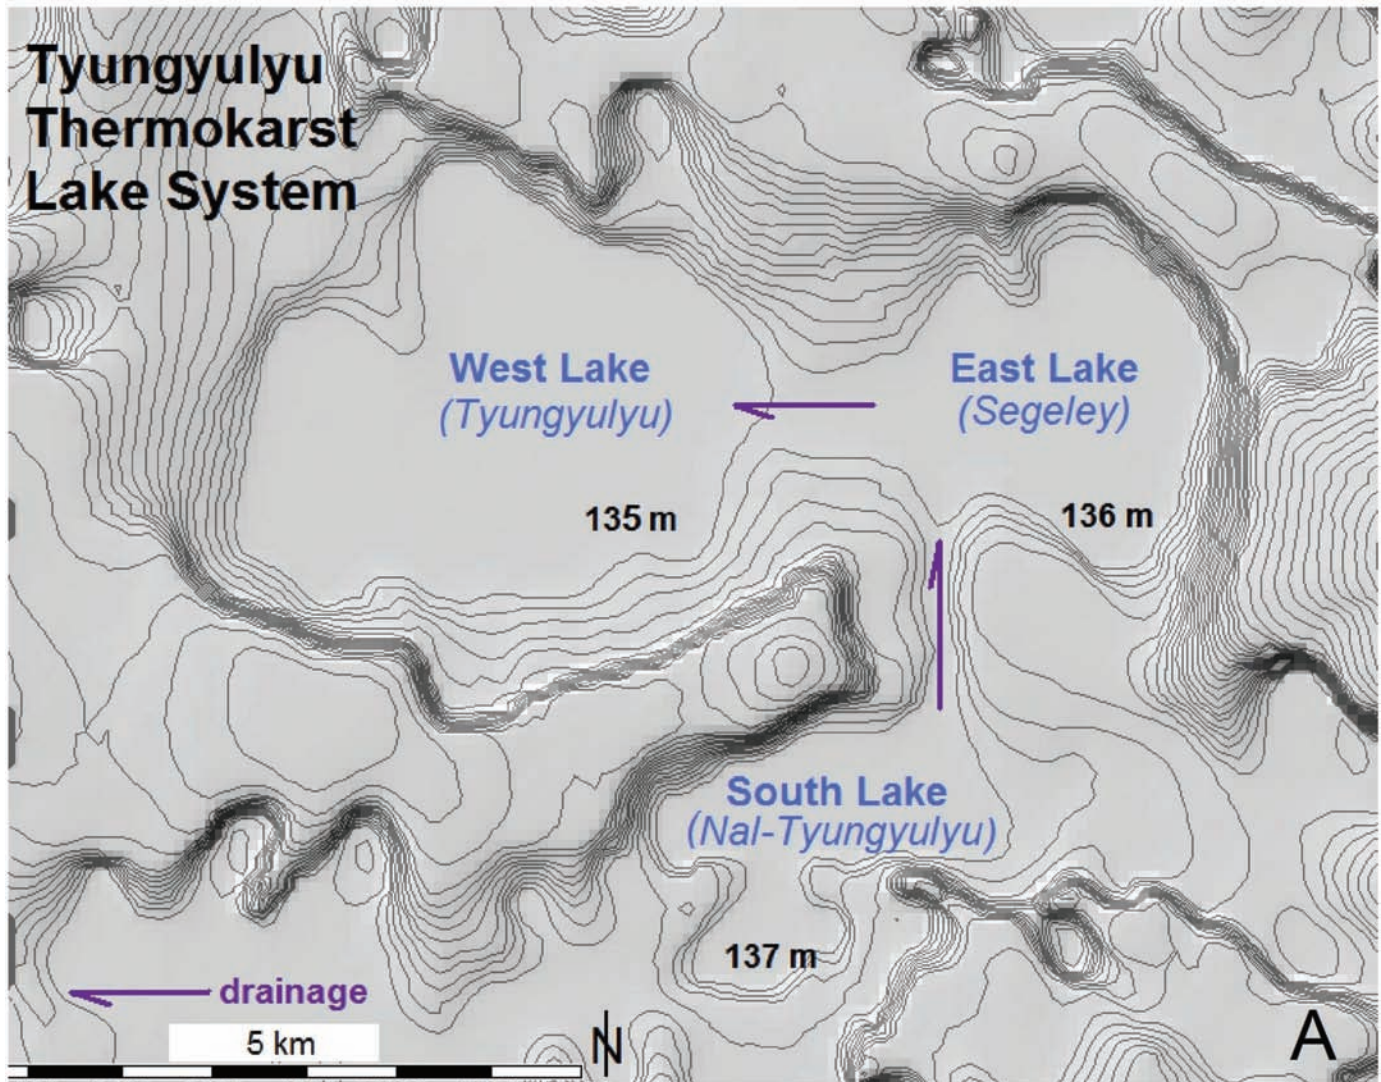 Tyungyulyu
Thermokarst
Lake System
West Lake
(Tyungyulyu)
East Lake
(Segeley)
135 m
136 m
South Lake
(Nal-Tyungyulyu)
137 m
drainage
5 km
N
A